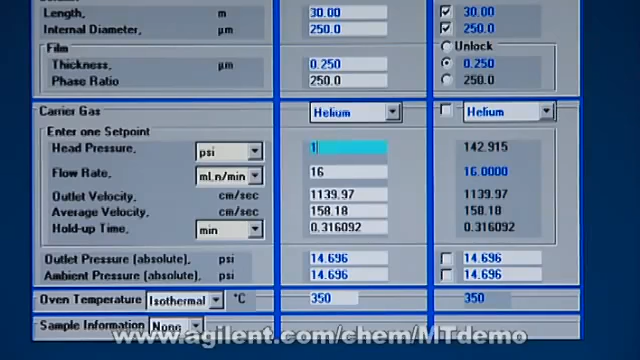 Length, m 30.00 30.00
Internal Diameter, µm 250.0 250.0
Film Unlock
Thickness, µm 0.250 0.250
Phase Ratio 250.0 250.0
Carrier Gas Helium Helium
Enter one Setpoint
Head Pressure, psi 1 142.915
Flow Rate, mLn/min 16 16.0000
Outlet Velocity, cm/sec 1139.97 1139.97
Average Velocity, cm/sec 158.18 158.18
Hold-up Time, min 0.316092 0.316092
Outlet Pressure (absolute), psi 14.696 14.696
Ambient Pressure (absolute), psi 14.696 14.696
Oven Temperature Isothermal °C 350 350
Sample Information None
www.agilent.com/chem/MTdemo